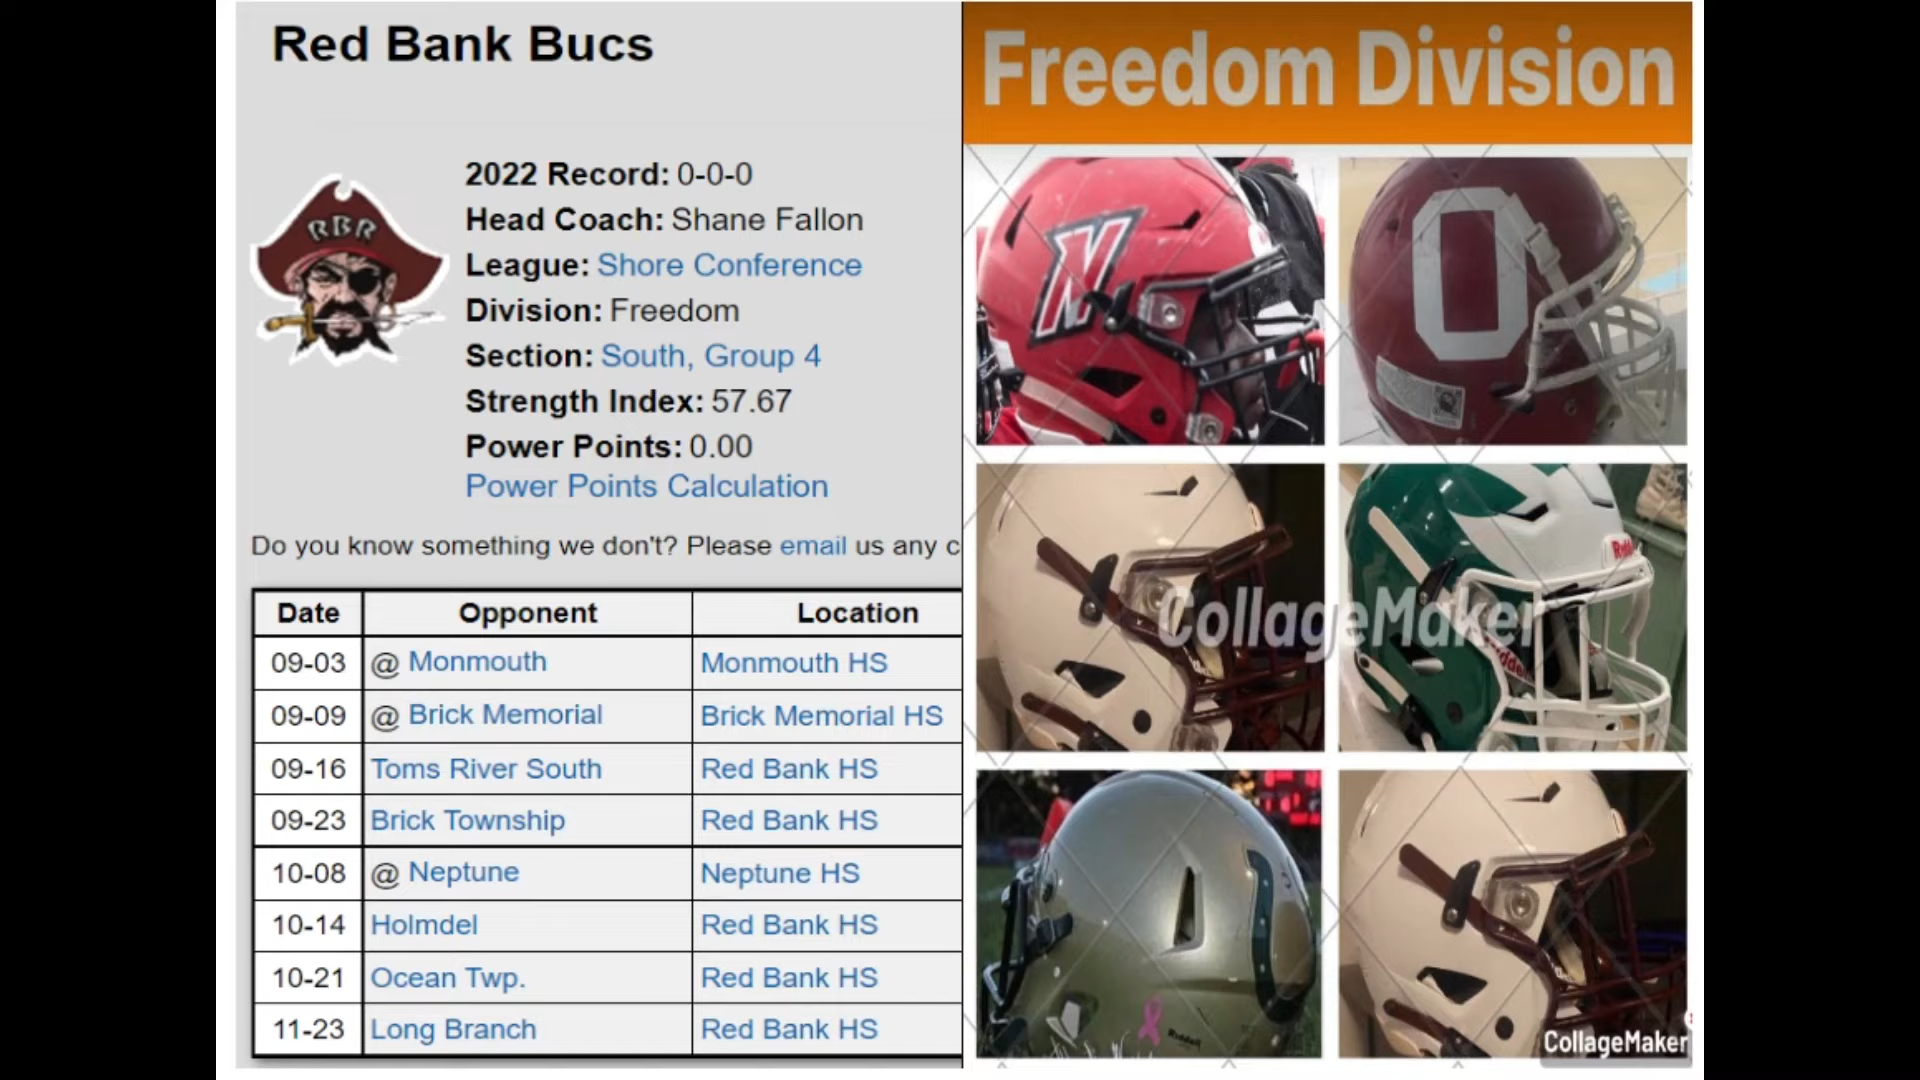 Red Bank Bucs
RBR
2022 Record: 0-0-0
Head Coach: Shane Fallon
League: Shore Conference
Division: Freedom
Section: South, Group 4
Strength Index: 57.67
Power Points: 0.00
Power Points Calculation
Do you know something we don't? Please email us any c
Date Opponent Location
09-03 @ Monmouth Monmouth HS
09-09 @ Brick Memorial Brick Memorial HS
09-16 Toms River South Red Bank HS
09-23 Brick Township Red Bank HS
10-08 @ Neptune Neptune HS
10-14 Holmdel Red Bank HS
10-21 Ocean Twp. Red Bank HS
11-23 Long Branch Red Bank HS
Freedom Division
N
O
CollageMaker
Riddell
CollageMaker